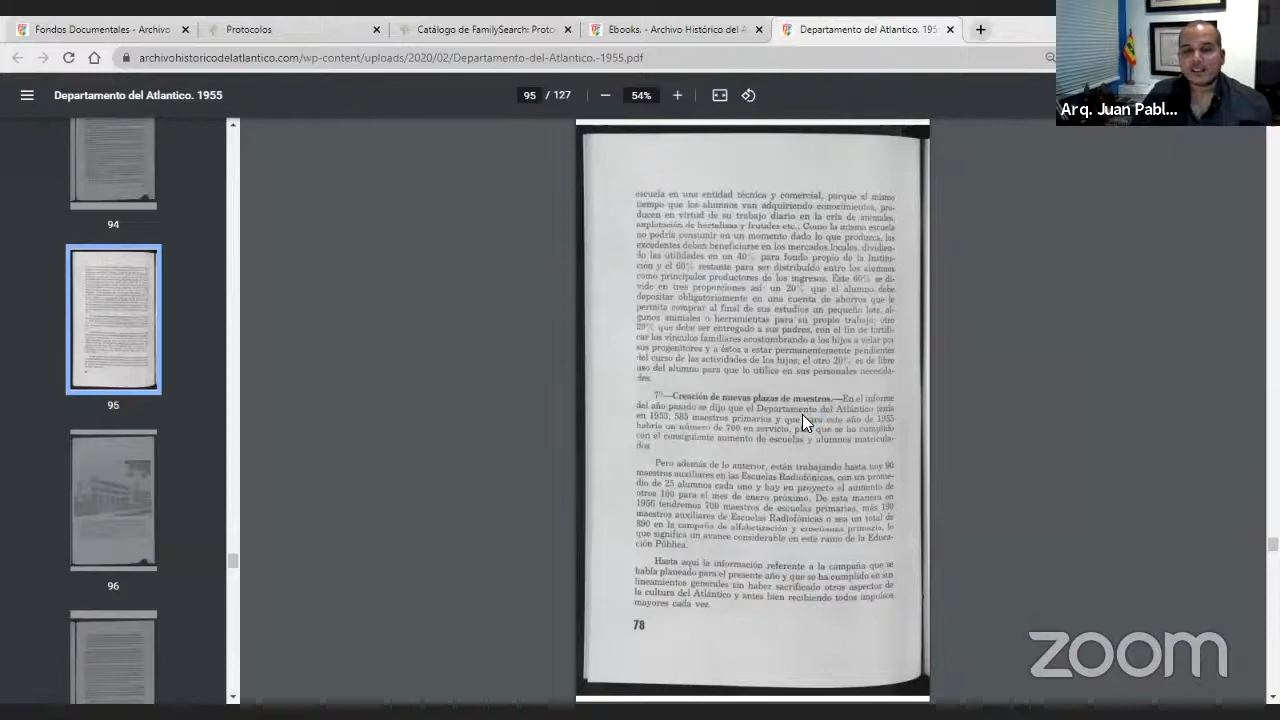 Fondos Documentales - Archivo
Protocolos
Catálogo de FamilySearch: Proto
Ebooks. - Archivo Histórico del A
Departamento del Atlantico. 195
archivohistoricodelatlantico.com/wp-content/uploads/2020/02/Departamento-del-Atlantico.-1955.pdf
Departamento del Atlantico. 1955
95 / 127
54%
Arq. Juan Pabl...
94
95
96
escuela en una entidad técnica y comercial, porque al mismo
tiempo que los alumnos van adquiriendo conocimientos, pro-
ducen en virtud de su trabajo diario en la cría de animales,
explotación de hortalizas y frutales etc.. Como la misma escuela
no podría consumir en un momento dado lo que produzca, los
excedentes deben beneficiarse en los mercados locales, dividien-
do las utilidades en un 40% para fondo propio de la Institu-
ción y el 60% restante para ser distribuido entre los alumnos
como principales productores de los ingresos. Este 60% se di-
vide en tres proporciones así: un 20% que el alumno debe
depositar obligatoriamente en una cuenta de ahorros que le
permita comprar al final de sus estudios un pequeño lote, al-
gunos animales o herramientas para su propio trabajo; otro
20% que debe ser entregado a sus padres, con el fin de fortifi-
car los vínculos familiares acostumbrando a los hijos a velar por
sus progenitores y a éstos a estar permanentemente pendientes
del curso de las actividades de los hijos; el otro 20% es de libre
uso del alumno para que lo utilice en sus personales necesida-
des.
7º—Creación de nuevas plazas de maestros.—En el informe
del año pasado se dijo que el Departamento del Atlántico tenía
en 1953, 585 maestros primarios y que para este año de 1955
habría un número de 700 en servicio, que se ha cumplido
con el consiguiente aumento de escuelas y alumnos matricula-
dos.
Pero además de lo anterior, están trabajando hasta hoy 90
maestros auxiliares en las Escuelas Radiofónicas, con un prome-
dio de 25 alumnos cada uno y hay en proyecto el aumento de
otros 100 para el mes de enero próximo. De esta manera en
1956 tendremos 700 maestros de escuelas primarias, más 190
maestros auxiliares de Escuelas Radiofónicas o sea un total de
890 en la campaña de alfabetización y enseñanza primaria, lo
que significa un avance considerable en este ramo de la Educa-
ción Pública.
Hasta aquí la información referente a la campaña que se
había planeado para el presente año y que se ha cumplido en sus
lineamientos generales sin haber sacrificado otros aspectos de
la cultura del Atlántico y antes bien recibiendo todos impulsos
mayores cada vez.
78
zoom